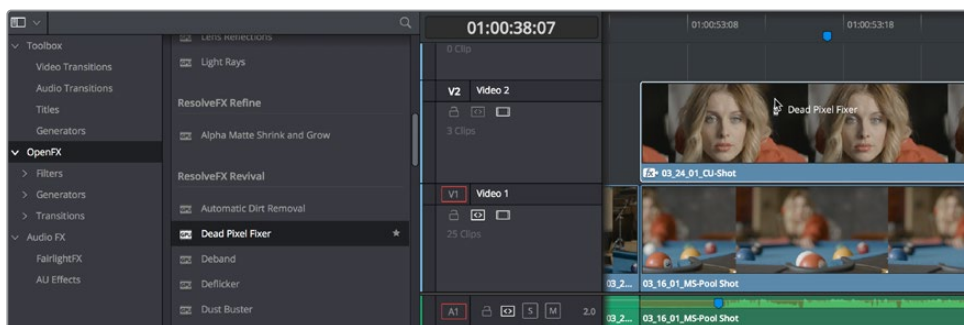 01:00:38:07
01:00:53:08
01:00:53:18
Toolbox
Video Transitions
Audio Transitions
Titles
Generators
OpenFX
Filters
Generators
Transitions
Audio FX
FairlightFX
AU Effects
Lens Reflections
Light Rays
ResolveFX Refine
Alpha Matte Shrink and Grow
ResolveFX Revival
Automatic Dirt Removal
Dead Pixel Fixer
Deband
Deflicker
Dust Buster
0 Clip
V2 Video 2
3 Clips
V1 Video 1
25 Clips
A1 S M 2.0
Dead Pixel Fixer
fx 03_24_01_CU-Shot
03_2... 03_16_01_MS-Pool Shot
03_2... 03_16_01_MS-Pool Shot